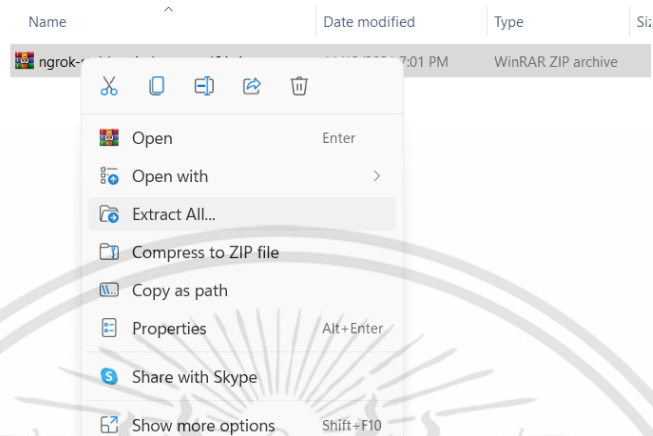 Name Date modified Type
ngrok- 7:01 PM WinRAR ZIP archive
Open Enter
Open with
Extract All...
Compress to ZIP file
Copy as path
Properties Alt+Enter
Share with Skype
Show more options Shift+F10